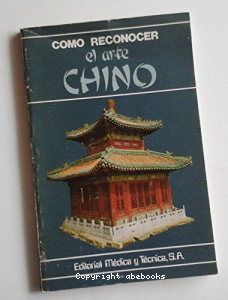 COMO RECONOCER
el arte
CHINO
Editorial Médica y Técnica, S.A.
Copyright abebooks